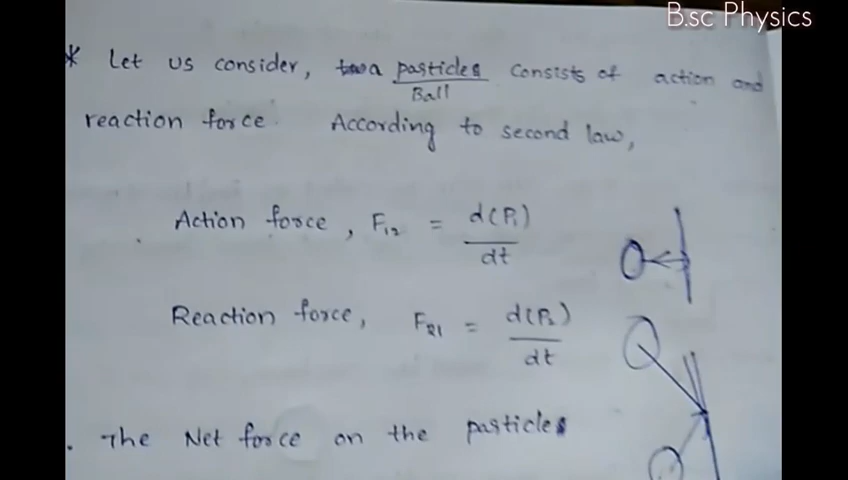 B.sc Physics
* Let us consider, a particles consists of action and
Ball
reaction force. According to second law,
Action force, F₁₂ = d(P₁)/dt
Reaction force, F₂₁ = d(P₂)/dt
. The Net force on the particles